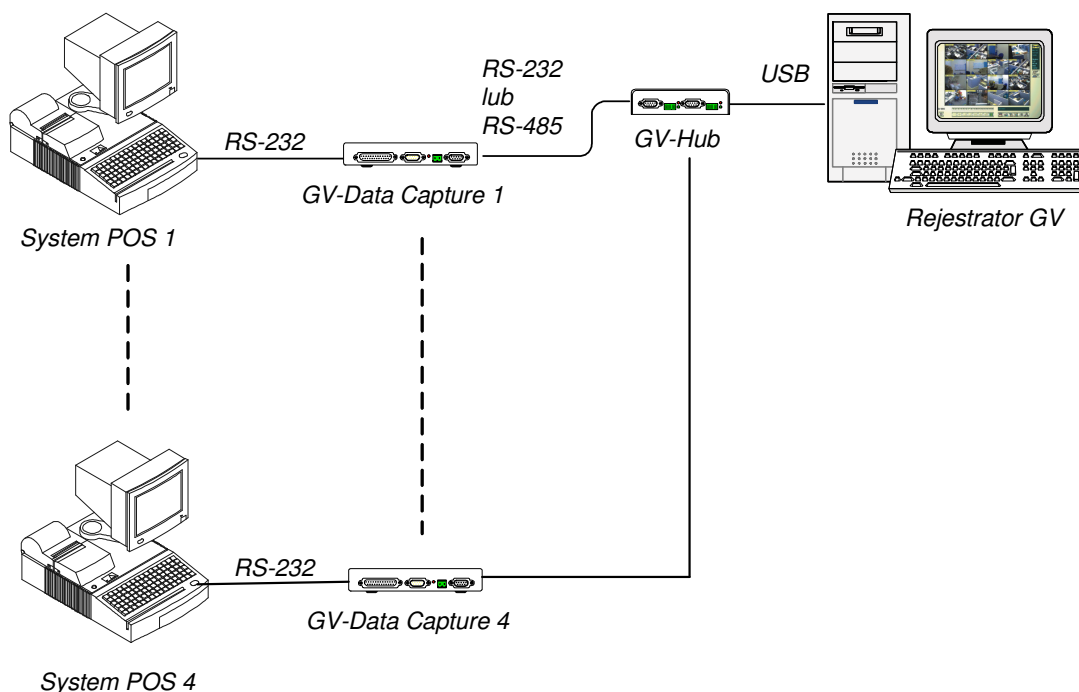 RS-232
lub
RS-485
USB
RS-232
GV-Hub
GV-Data Capture 1
Rejestrator GV
System POS 1
RS-232
GV-Data Capture 4
System POS 4